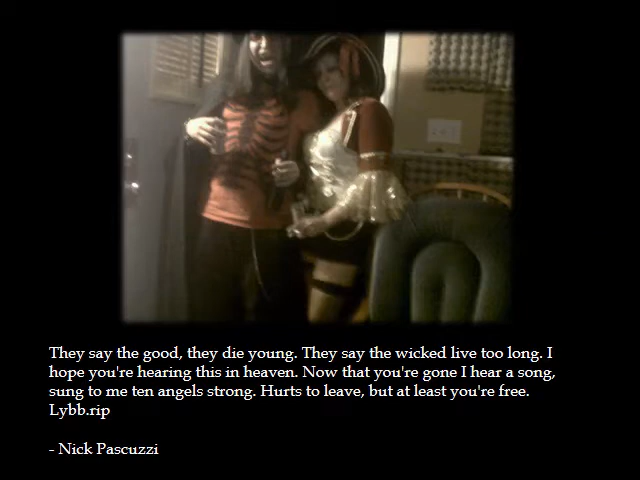 They say the good, they die young. They say the wicked live too long. I
hope you're hearing this in heaven. Now that you're gone I hear a song,
sung to me ten angels strong. Hurts to leave, but at least you're free.
Lybb.rip
- Nick Pascuzzi